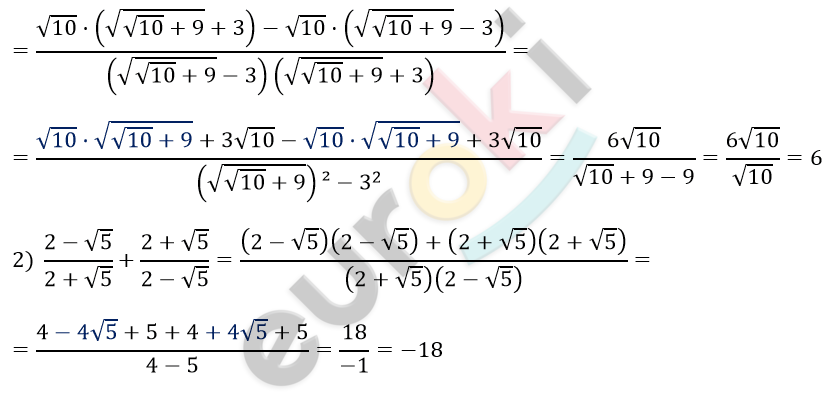 = (√10 · (√(√10 + 9) + 3) − √10 · (√(√10 + 9) − 3)) / ((√(√10 + 9) − 3)(√(√10 + 9) + 3)) =
= (√10 · √(√10 + 9) + 3√10 − √10 · √(√10 + 9) + 3√10) / ((√(√10 + 9))² − 3²) = 6√10 / (√10 + 9 − 9) = 6√10 / √10 = 6
2) (2 − √5) / (2 + √5) + (2 + √5) / (2 − √5) = ((2 − √5)(2 − √5) + (2 + √5)(2 + √5)) / ((2 + √5)(2 − √5)) =
= (4 − 4√5 + 5 + 4 + 4√5 + 5) / (4 − 5) = 18 / −1 = −18
euroki